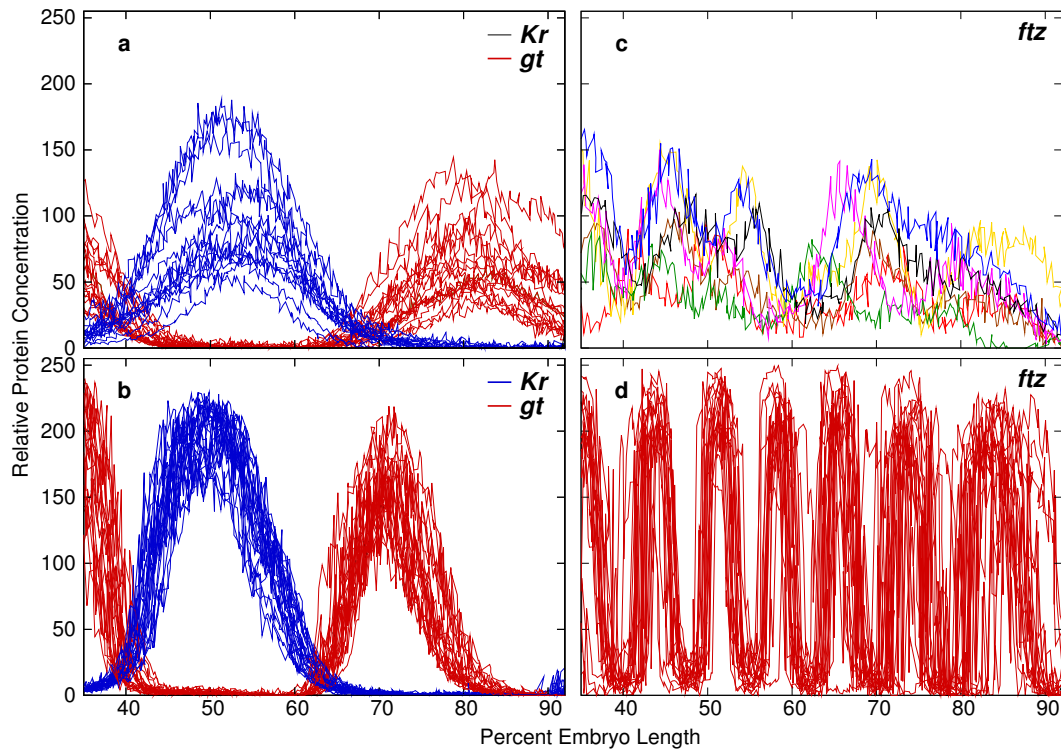 a
Kr
gt
250
200
150
100
50
0
c
ftz
b
Kr
gt
250
200
150
100
50
0
40 50 60 70 80 90
d
ftz
40 50 60 70 80 90
Relative Protein Concentration
Percent Embryo Length